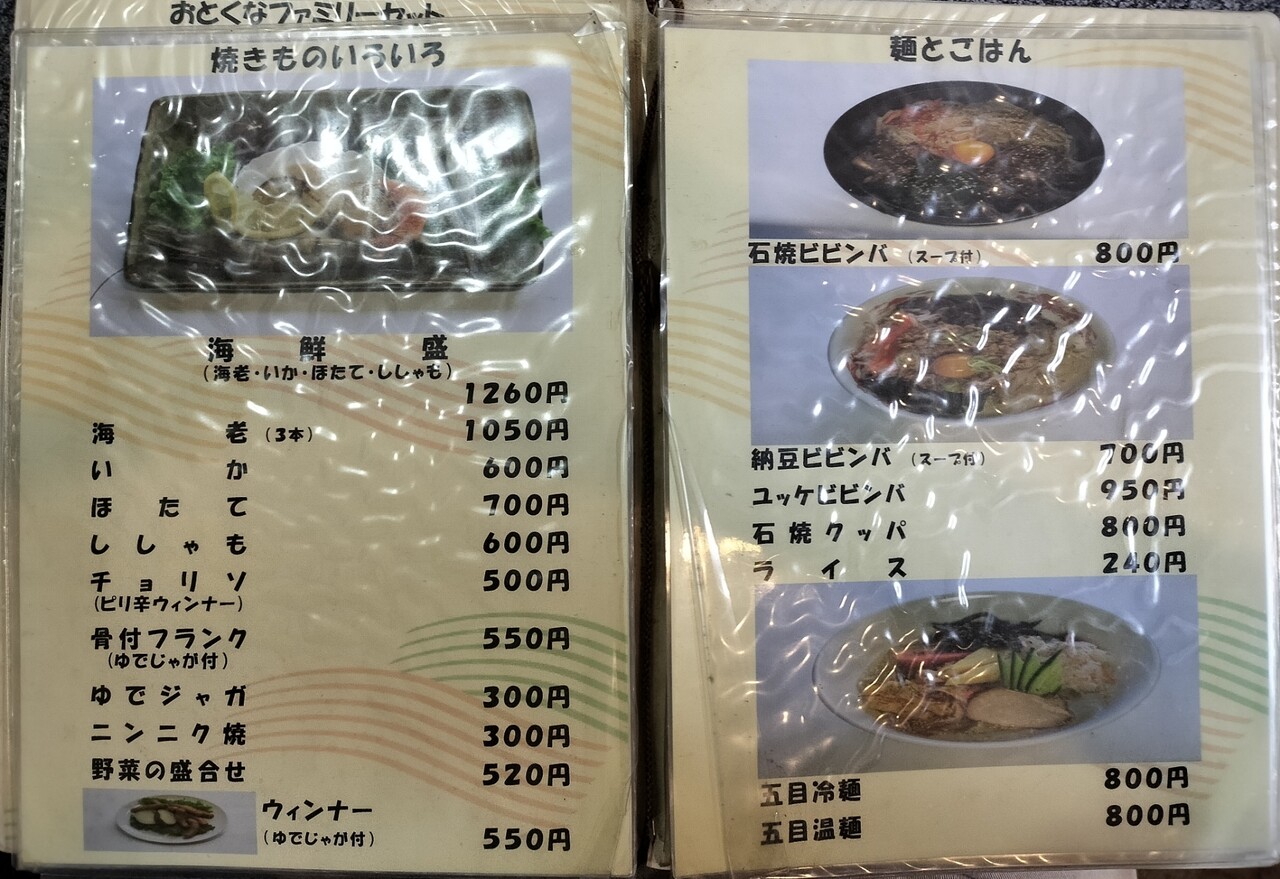 おとくなファミリーセット
焼きものいろいろ
海鮮盛
(海老・いか・ほたて・ししゃも)
1260円
海老(3本) 1050円
いか 600円
ほたて 700円
ししゃも 600円
チョリソ 500円
(ピリ辛ウィンナー)
骨付フランク 550円
(ゆでじゃが付)
ゆでジャガ 300円
ニンニク焼 300円
野菜の盛合せ 520円
ウィンナー
(ゆでじゃが付) 550円
麺とごはん
石焼ビビンバ (スープ付) 800円
納豆ビビンバ (スープ付) 700円
ユッケビビンバ 950円
石焼クッパ 800円
ライス 240円
五目冷麺 800円
五目温麺 800円